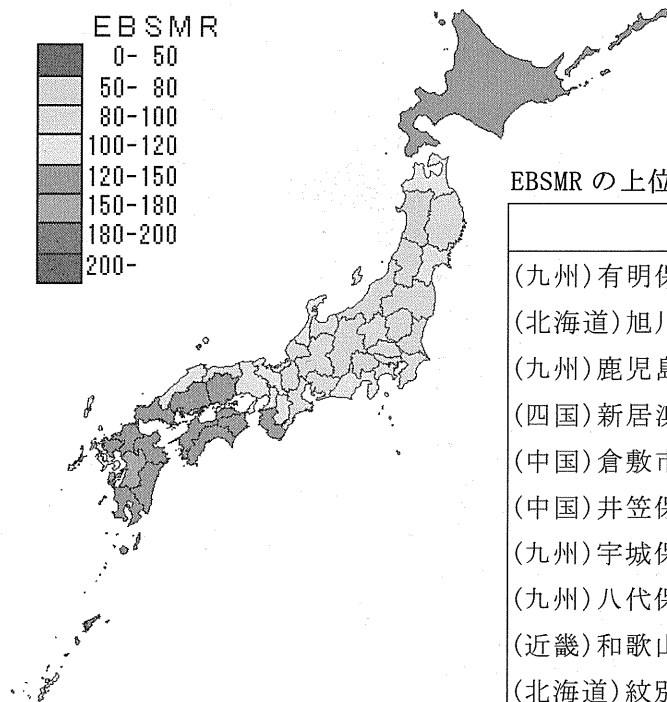 EBSMR
0- 50
50- 80
80-100
100-120
120-150
150-180
180-200
200-
EBSMR の上位
(九州)有明保
(北海道)旭川
(九州)鹿児島
(四国)新居浜
(中国)倉敷市
(中国)井笠保
(九州)宇城保
(九州)八代保
(近畿)和歌山
(北海道)紋別